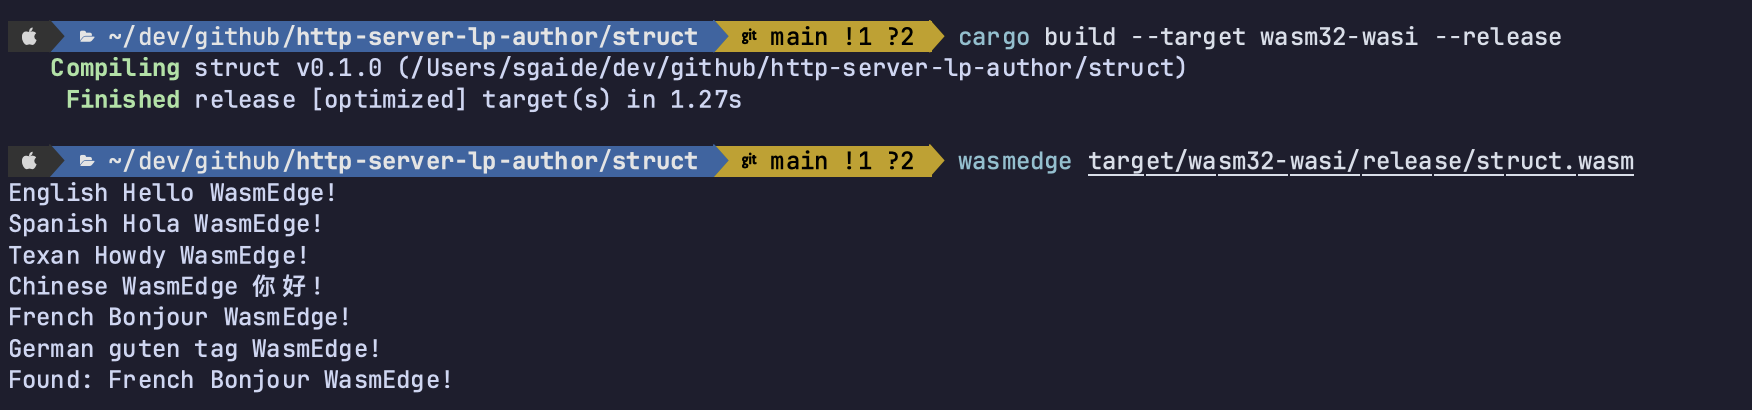 ~/dev/github/http-server-lp-author/struct git main !1 ?2 cargo build --target wasm32-wasi --release
Compiling struct v0.1.0 (/Users/sgaide/dev/github/http-server-lp-author/struct)
Finished release [optimized] target(s) in 1.27s
~/dev/github/http-server-lp-author/struct git main !1 ?2 wasmedge target/wasm32-wasi/release/struct.wasm
English Hello WasmEdge!
Spanish Hola WasmEdge!
Texan Howdy WasmEdge!
Chinese WasmEdge 你好!
French Bonjour WasmEdge!
German guten tag WasmEdge!
Found: French Bonjour WasmEdge!